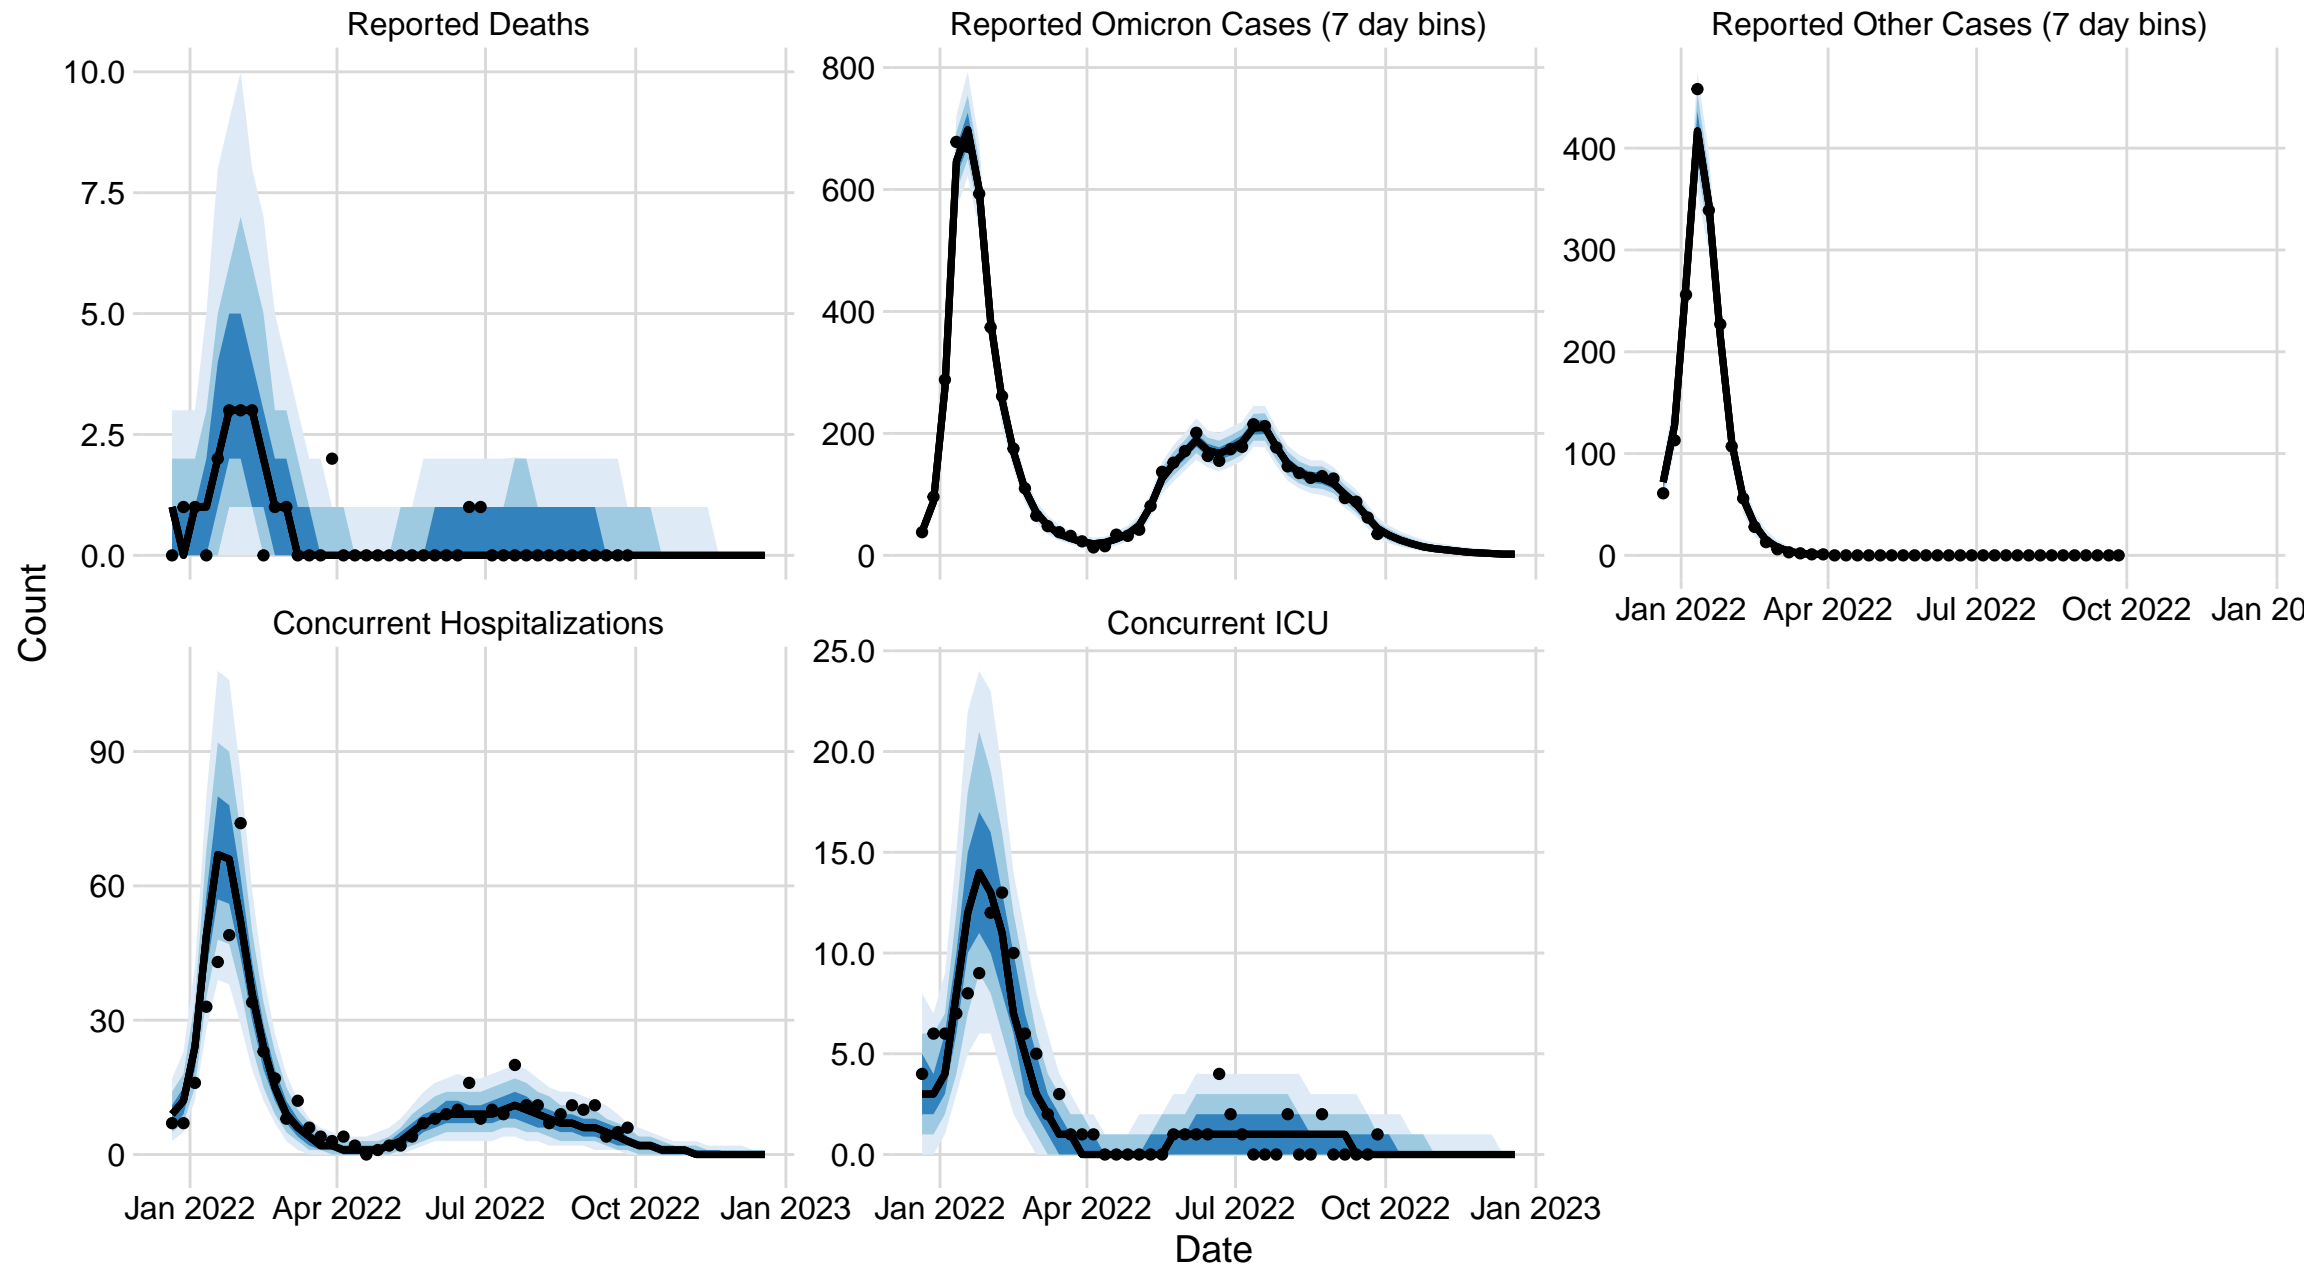 Reported Deaths
Reported Omicron Cases (7 day bins)
Reported Other Cases (7 day bins)
10.0
7.5
5.0
2.5
0.0
800
600
400
200
0
400
300
200
100
0
Jan 2022 Apr 2022 Jul 2022 Oct 2022 Jan 20
Count
Concurrent Hospitalizations
Concurrent ICU
90
60
30
0
25.0
20.0
15.0
10.0
5.0
0.0
Jan 2022 Apr 2022 Jul 2022 Oct 2022 Jan 2023
Jan 2022 Apr 2022 Jul 2022 Oct 2022 Jan 2023
Date